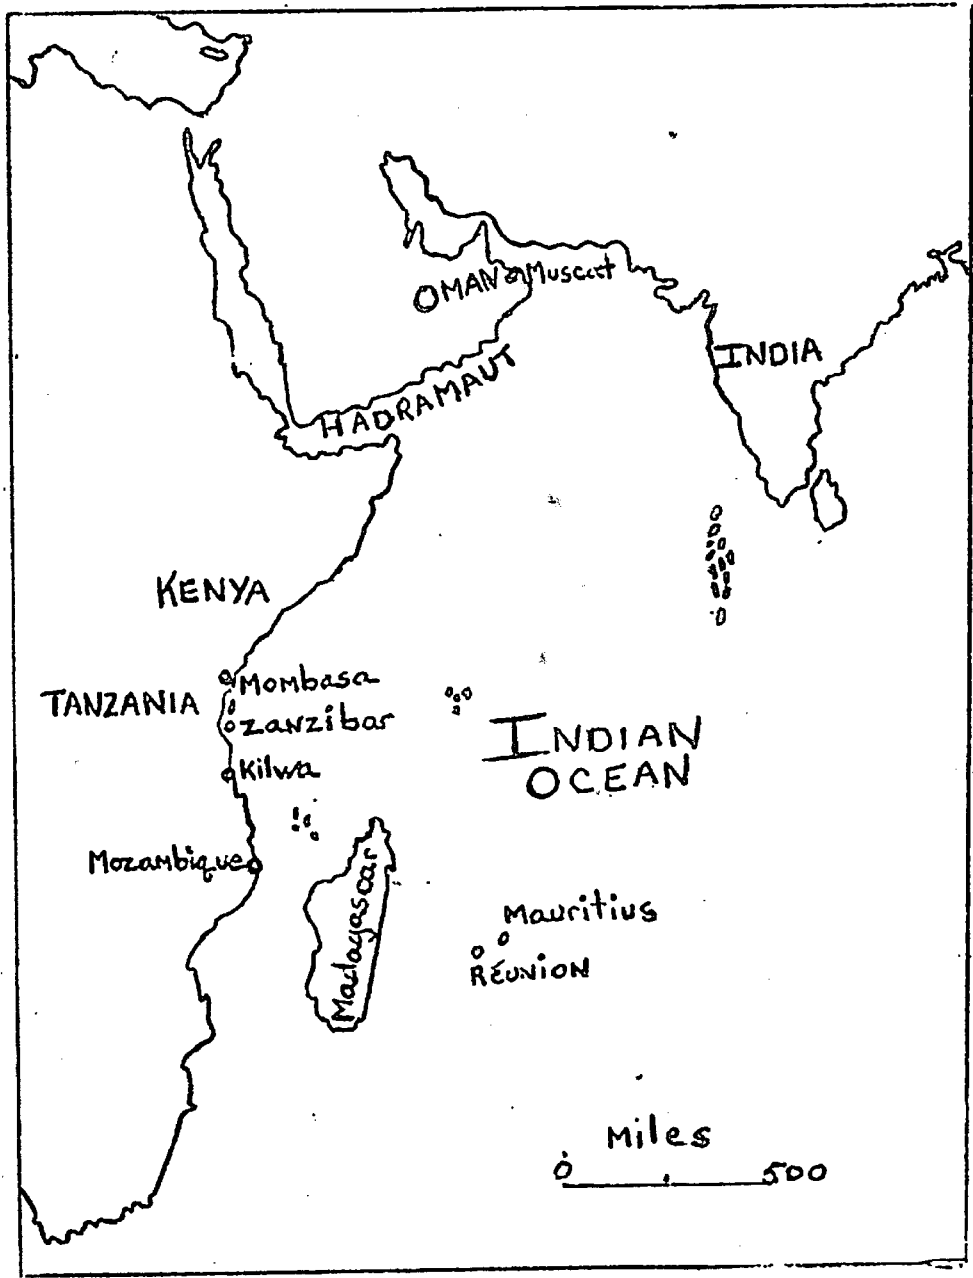 OMAN
Muscat
INDIA
HADRAMAUT
KENYA
Mombasa
TANZANIA
ZANZibar
Kilwa
INDIAN
OCEAN
Mozambique
Madagascar
Mauritius
RÉUNION
Miles
0 500